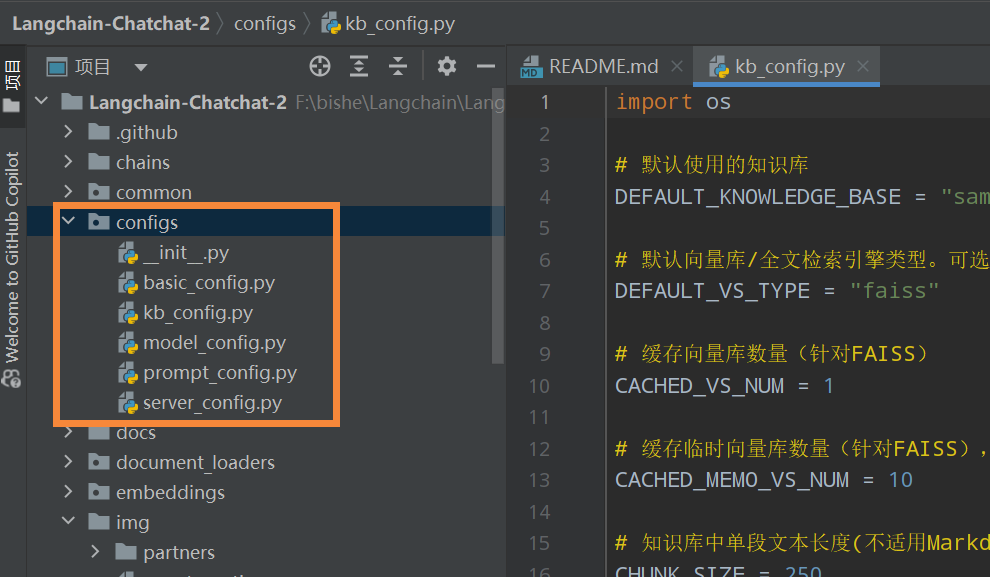 Langchain-Chatchat-2 configs kb_config.py
项目
Welcome to GitHub Copilot
项目
Langchain-Chatchat-2 F:\bishe\Langchain\Lang
.github
chains
common
configs
__init__.py
basic_config.py
kb_config.py
model_config.py
prompt_config.py
server_config.py
docs
document_loaders
embeddings
img
partners
MD README.md kb_config.py
1 import os
2
3 # 默认使用的知识库
4 DEFAULT_KNOWLEDGE_BASE = "sam
5
6 # 默认向量库/全文检索引擎类型。可选
7 DEFAULT_VS_TYPE = "faiss"
8
9 # 缓存向量库数量（针对FAISS）
10 CACHED_VS_NUM = 1
11
12 # 缓存临时向量库数量（针对FAISS），
13 CACHED_MEMO_VS_NUM = 10
14
15 # 知识库中单段文本长度(不适用Markd
16 CHUNK_SIZE = 250